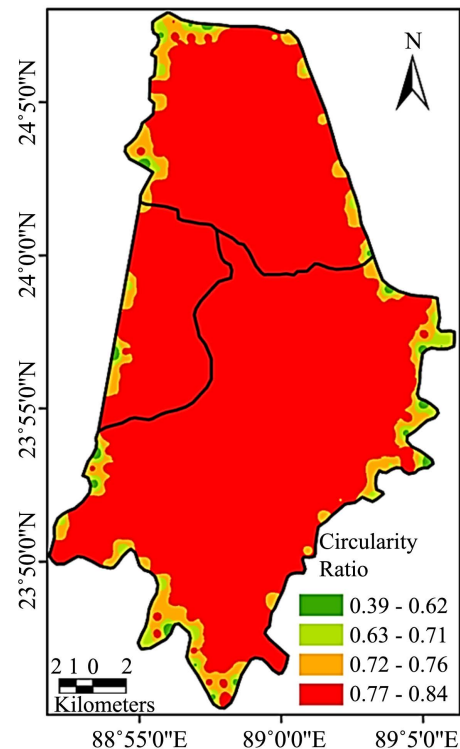 N
24°5'0"N
24°0'0"N
23°55'0"N
23°50'0"N
Circularity
Ratio
0.39 - 0.62
0.63 - 0.71
0.72 - 0.76
0.77 - 0.84
2 1 0 2
Kilometers
88°55'0"E 89°0'0"E 89°5'0"E